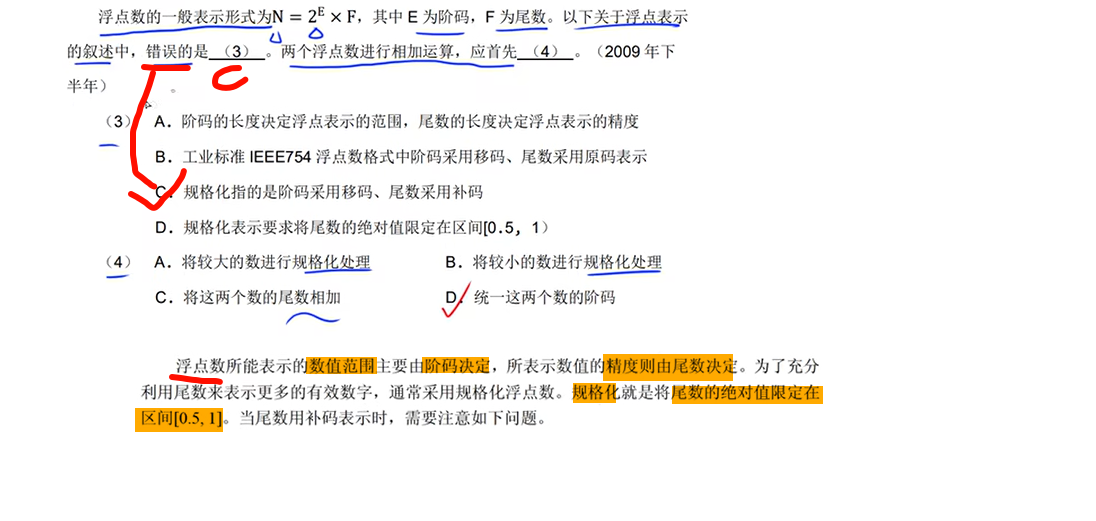 浮点数的一般表示形式为N = 2^E × F，其中 E 为阶码，F 为尾数。以下关于浮点表示
的叙述中，错误的是 （3） 。两个浮点数进行相加运算，应首先 （4） 。（2009 年下
半年）
C
（3） A．阶码的长度决定浮点表示的范围，尾数的长度决定浮点表示的精度
B．工业标准 IEEE754 浮点数格式中阶码采用移码、尾数采用原码表示
C．规格化指的是阶码采用移码、尾数采用补码
D．规格化表示要求将尾数的绝对值限定在区间[0.5，1）
（4） A．将较大的数进行规格化处理 B．将较小的数进行规格化处理
C．将这两个数的尾数相加 D．统一这两个数的阶码
浮点数所能表示的数值范围主要由阶码决定，所表示数值的精度则由尾数决定。为了充分
利用尾数来表示更多的有效数字，通常采用规格化浮点数。规格化就是将尾数的绝对值限定在
区间[0.5, 1]。当尾数用补码表示时，需要注意如下问题。